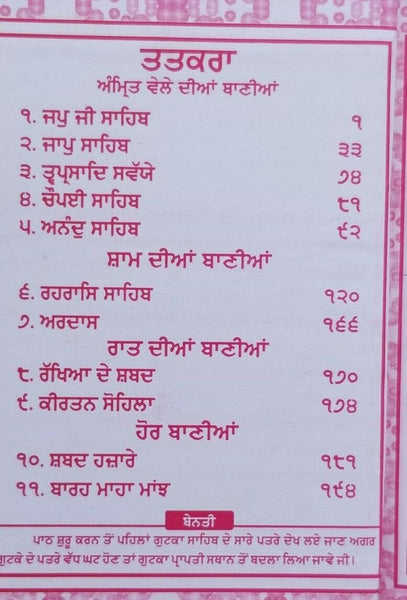 ਤਤਕਰਾ
ਅੰਮ੍ਰਿਤ ਵੇਲੇ ਦੀਆਂ ਬਾਣੀਆਂ
੧. ਜਪੁ ਜੀ ਸਾਹਿਬ ੧
੨. ਜਾਪੁ ਸਾਹਿਬ ੩੩
੩. ਤ੍ਵਪ੍ਰਸਾਦਿ ਸਵੱਯੇ ੭੪
੪. ਚੌਪਈ ਸਾਹਿਬ ੮੧
੫. ਅਨੰਦੁ ਸਾਹਿਬ ੯੨
ਸ਼ਾਮ ਦੀਆਂ ਬਾਣੀਆਂ
੬. ਰਹਰਾਸਿ ਸਾਹਿਬ ੧੨੦
੭. ਅਰਦਾਸ ੧੬੬
ਰਾਤ ਦੀਆਂ ਬਾਣੀਆਂ
੮. ਰੱਖਿਆ ਦੇ ਸ਼ਬਦ ੧੭੦
੯. ਕੀਰਤਨ ਸੋਹਿਲਾ ੧੭੪
ਹੋਰ ਬਾਣੀਆਂ
੧੦. ਸ਼ਬਦ ਹਜ਼ਾਰੇ ੧੮੧
੧੧. ਬਾਰਹ ਮਾਹਾ ਮਾਂਝ ੧੯੪
ਬੇਨਤੀ
ਪਾਠ ਸ਼ੁਰੂ ਕਰਨ ਤੋਂ ਪਹਿਲਾਂ ਗੁਟਕਾ ਸਾਹਿਬ ਦੇ ਸਾਰੇ ਪਤਰੇ ਦੇਖ ਲਏ ਜਾਣ ਅਗਰ
ਗੁਟਕੇ ਦੇ ਪਤਰੇ ਵੱਧ ਘਟ ਹੋਣ ਤਾਂ ਗੁਟਕਾ ਪ੍ਰਾਪਤੀ ਸਥਾਨ ਤੋਂ ਬਦਲਾ ਲਿਆ ਜਾਵੇ ਜੀ।